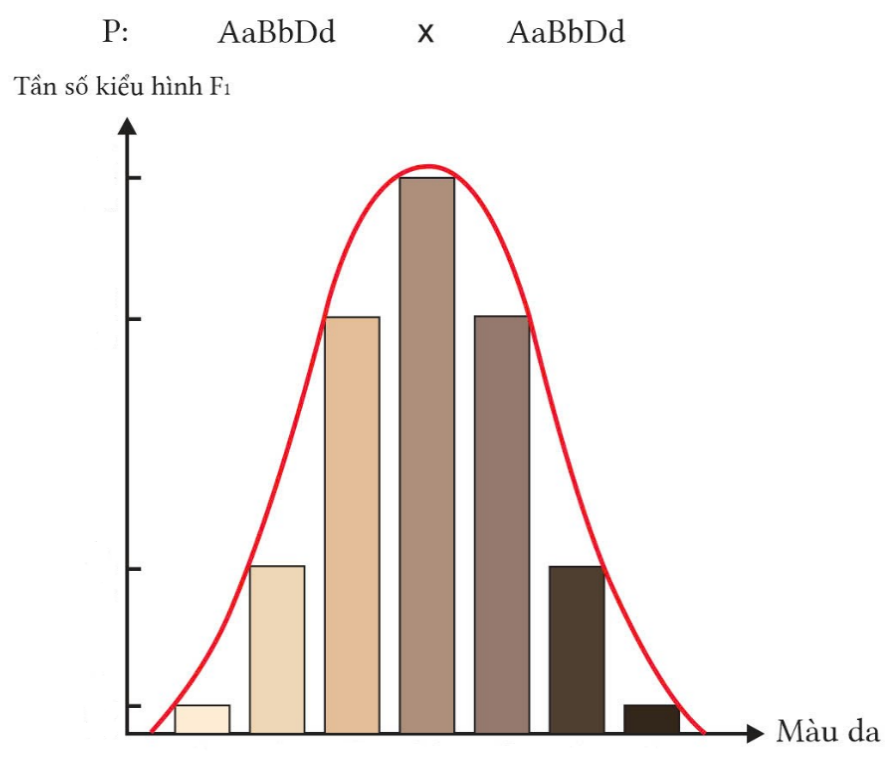 P: AaBbDd x AaBbDd
Tần số kiểu hình F1
Màu da